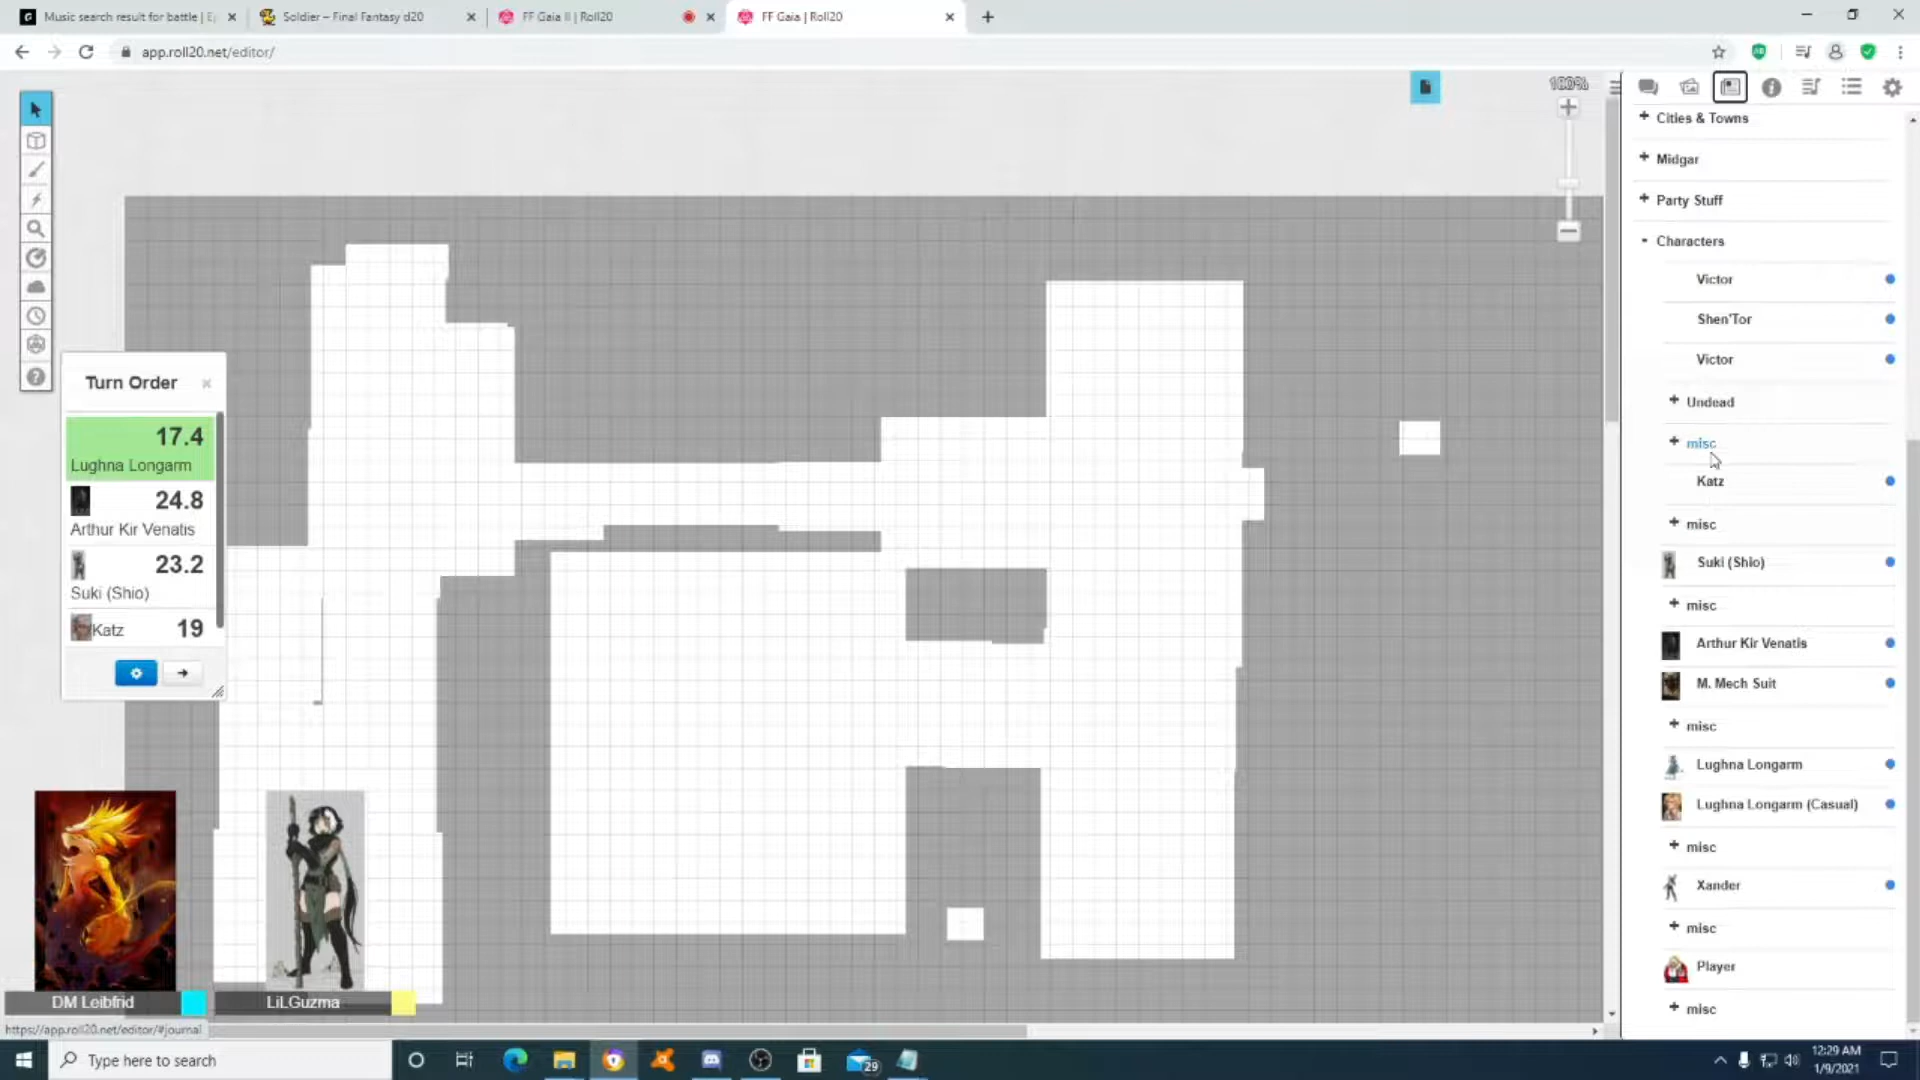 Music search result for battle | E
Soldier – Final Fantasy d20
FF Gaia II | Roll20
FF Gaia | Roll20
app.roll20.net/editor/
100%
Cities & Towns
Midgar
Party Stuff
Characters
Victor
Shen'Tor
Victor
Undead
misc
Katz
misc
Suki (Shio)
misc
Arthur Kir Venatis
M. Mech Suit
misc
Lughna Longarm
Lughna Longarm (Casual)
misc
Xander
misc
Player
misc
Turn Order
17.4
Lughna Longarm
24.8
Arthur Kir Venatis
23.2
Suki (Shio)
Katz 19
DM Leibfrid
LiLGuzma
https://app.roll20.net/editor/#journal
Type here to search
29
12:29 AM
1/9/2021